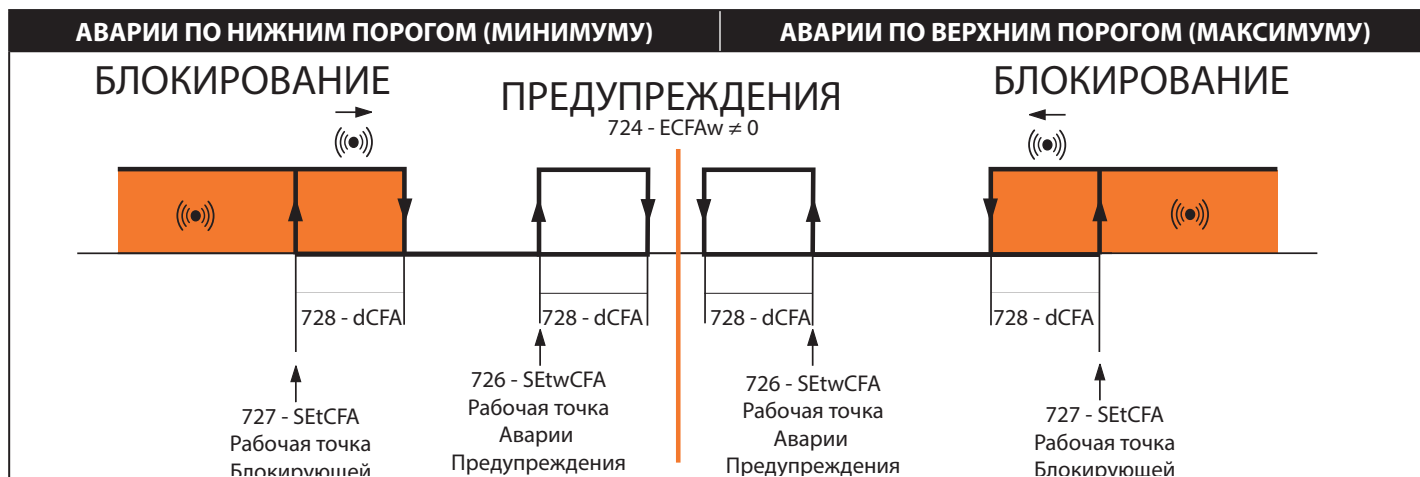 АВАРИИ ПО НИЖНИМ ПОРОГОМ (МИНИМУМУ)
АВАРИИ ПО ВЕРХНИМ ПОРОГОМ (МАКСИМУМУ)
БЛОКИРОВАНИЕ
ПРЕДУПРЕЖДЕНИЯ
БЛОКИРОВАНИЕ
724 - ECFAw ≠ 0
728 - dCFA
728 - dCFA
728 - dCFA
728 - dCFA
727 - SEtCFA
Рабочая точка
Блокирующей
726 - SEtwCFA
Рабочая точка
Аварии
Предупреждения
726 - SEtwCFA
Рабочая точка
Аварии
Предупреждения
727 - SEtCFA
Рабочая точка
Блокирующей